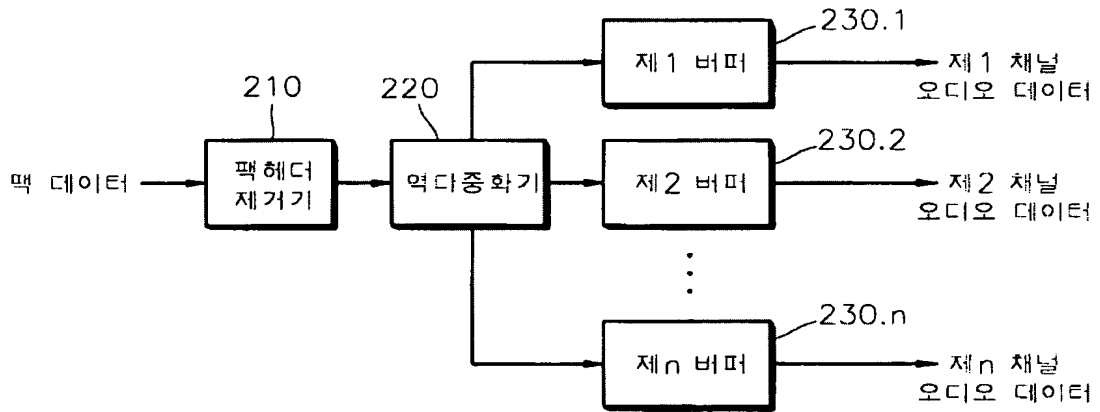 230.1
제1 버퍼
제1 채널
오디오 데이터
210
220
230.2
팩 데이터
팩헤더
제거기
역다중화기
제2 버퍼
제2 채널
오디오 데이터
230.n
제n 버퍼
제n 채널
오디오 데이터